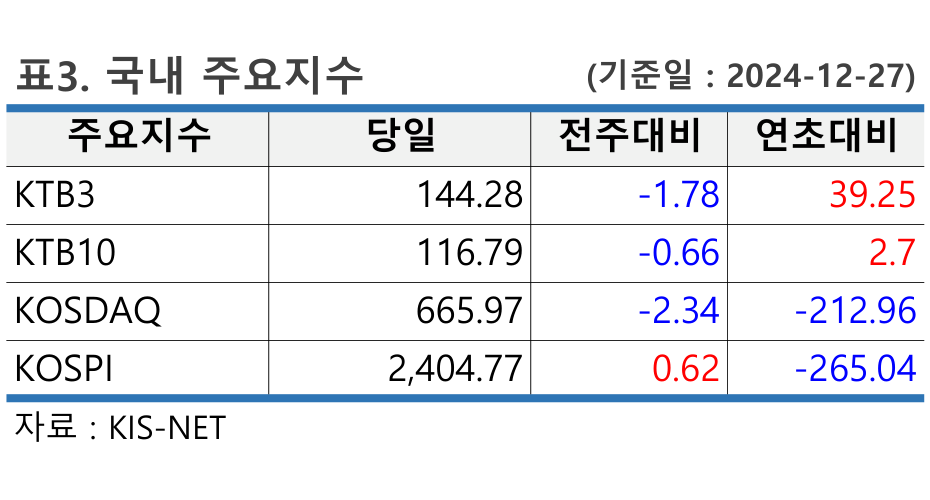 표3. 국내 주요지수 (기준일 : 2024-12-27)
주요지수 당일 전주대비 연초대비
KTB3 144.28 -1.78 39.25
KTB10 116.79 -0.66 2.7
KOSDAQ 665.97 -2.34 -212.96
KOSPI 2,404.77 0.62 -265.04
자료 : KIS-NET